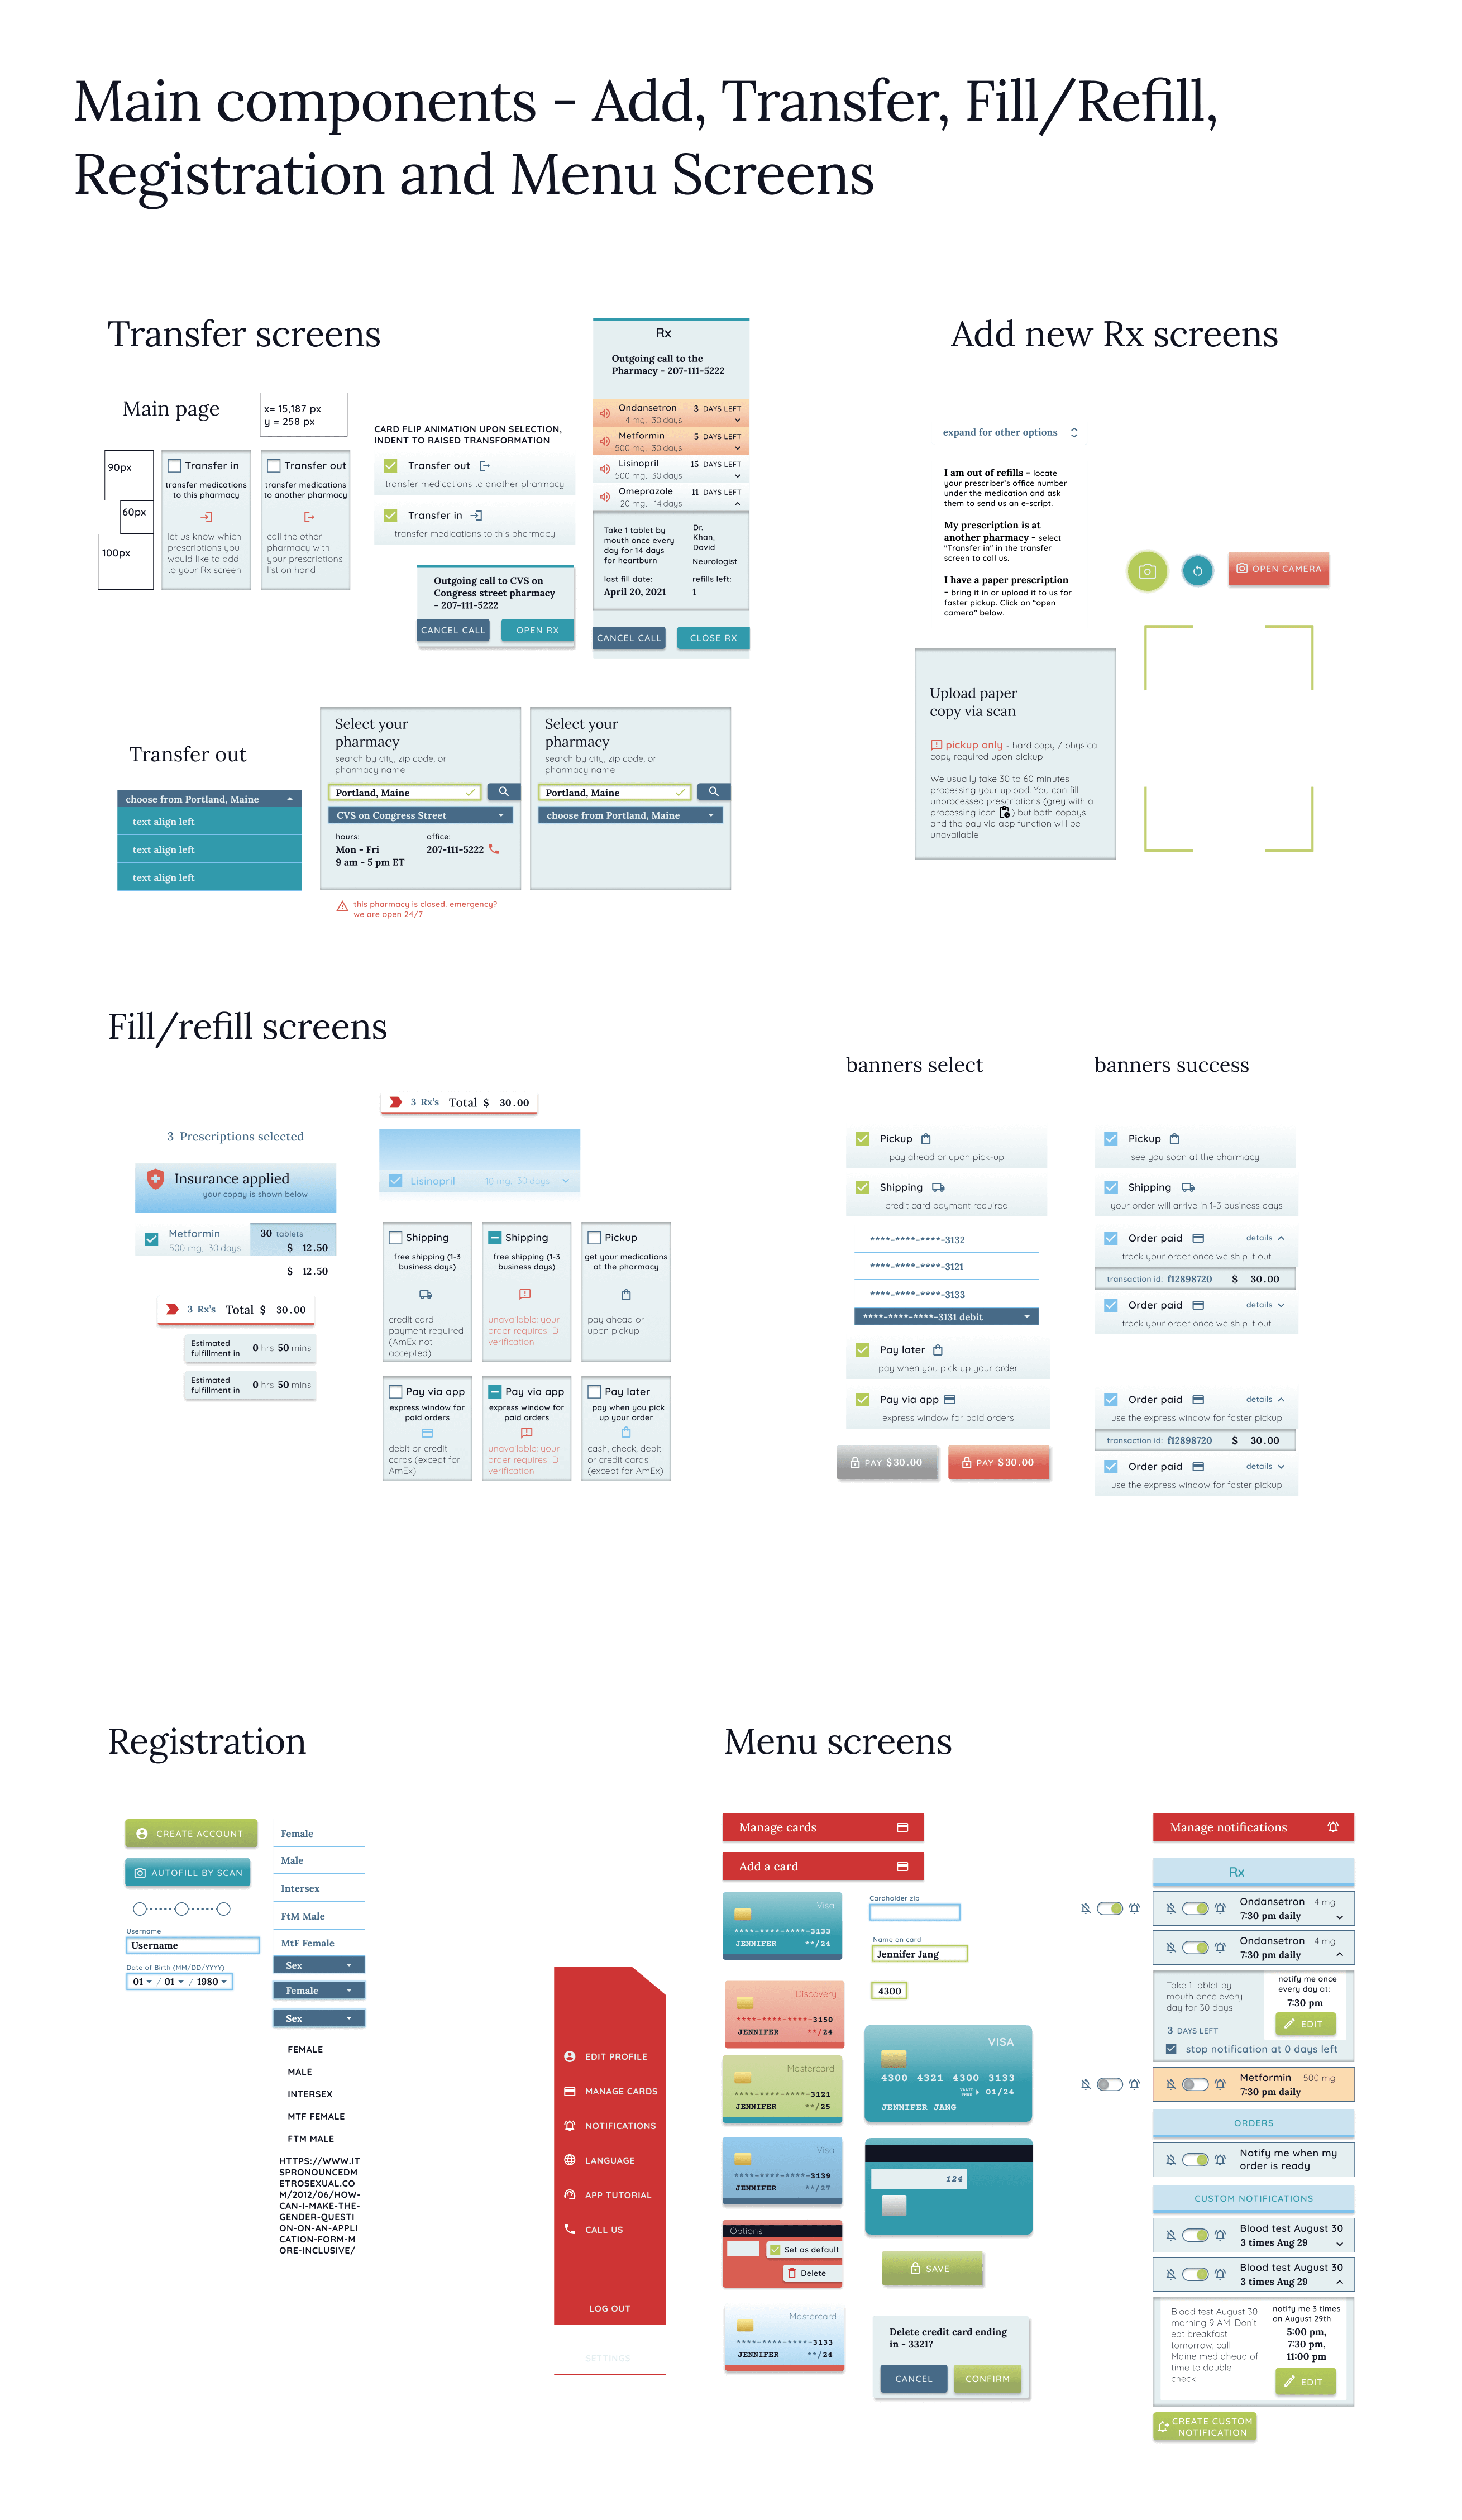 Main components - Add, Transfer, Fill/Refill,
Registration and Menu Screens
Transfer screens
Main page
x= 15,187 px
y = 258 px
90px
60px
100px
Transfer in
transfer medications
to this pharmacy
let us know which
prescriptions you
would like to add
to your Rx screen
Transfer out
transfer medications
to another pharmacy
call the other
pharmacy with
your prescriptions
list on hand
CARD FLIP ANIMATION UPON SELECTION,
INDENT TO RAISED TRANSFORMATION
Transfer out
transfer medications to another pharmacy
Transfer in
transfer medications to this pharmacy
Outgoing call to CVS on
Congress street pharmacy
- 207-111-5222
CANCEL CALL
OPEN RX
Rx
Outgoing call to the
Pharmacy - 207-111-5222
Ondansetron 3 DAYS LEFT
4 mg, 30 days
Metformin 5 DAYS LEFT
500 mg, 30 days
Lisinopril 15 DAYS LEFT
500 mg, 30 days
Omeprazole 11 DAYS LEFT
20 mg, 14 days
Take 1 tablet by
mouth once every
day for 14 days
for heartburn
Dr.
Khan,
David
Neurologist
last fill date:
April 20, 2021
refills left:
1
CANCEL CALL
CLOSE RX
Transfer out
choose from Portland, Maine
text align left
text align left
text align left
Select your
pharmacy
search by city, zip code, or
pharmacy name
Portland, Maine
CVS on Congress Street
hours:
Mon - Fri
9 am - 5 pm ET
office:
207-111-5222
this pharmacy is closed. emergency?
we are open 24/7
Select your
pharmacy
search by city, zip code, or
pharmacy name
Portland, Maine
choose from Portland, Maine
Add new Rx screens
expand for other options
I am out of refills - locate
your prescriber's office number
under the medication and ask
them to send us an e-script.
My prescription is at
another pharmacy - select
"Transfer in" in the transfer
screen to call us.
I have a paper prescription
- bring it in or upload it to us for
faster pickup. Click on "open
camera" below.
OPEN CAMERA
Upload paper
copy via scan
pickup only - hard copy / physical
copy required upon pickup
We usually take 30 to 60 minutes
processing your upload. You can fill
unprocessed prescriptions (grey with a
processing icon ) but both copays
and the pay via app function will be
unavailable
Fill/refill screens
3 Prescriptions selected
Insurance applied
your copay is shown below
Metformin
500 mg, 30 days
30 tablets
$ 12.50
$ 12.50
3 Rx's Total $ 30.00
Estimated
fulfillment in
0 hrs 50 mins
Estimated
fulfillment in
0 hrs 50 mins
3 Rx's Total $ 30.00
Lisinopril 10 mg, 30 days
Shipping
free shipping (1-3
business days)
credit card
payment required
(AmEx not
accepted)
Shipping
free shipping (1-3
business days)
unavailable: your
order requires ID
verification
Pickup
get your medications
at the pharmacy
pay ahead or
upon pickup
Pay via app
express window for
paid orders
debit or credit
cards (except for
AmEx)
Pay via app
express window for
paid orders
unavailable: your
order requires ID
verification
Pay later
pay when you pick
up your order
cash, check, debit
or credit cards
(except for AmEx)
banners select
Pickup
pay ahead or upon pick-up
Shipping
credit card payment required
****-****-****-3132
****-****-****-3121
****-****-****-3133
****-****-****-3131 debit
Pay later
pay when you pick up your order
Pay via app
express window for paid orders
PAY $30.00
PAY $30.00
banners success
Pickup
see you soon at the pharmacy
Shipping
your order will arrive in 1-3 business days
Order paid details
track your order once we ship it out
transaction id: f12898720 $ 30.00
Order paid details
track your order once we ship it out
Order paid details
use the express window for faster pickup
transaction id: f12898720 $ 30.00
Order paid details
use the express window for faster pickup
Registration
CREATE ACCOUNT
AUTOFILL BY SCAN
Username
Username
Date of Birth (MM/DD/YYYY)
01 / 01 / 1980
Female
Male
Intersex
FtM Male
MtF Female
Sex
Female
Sex
FEMALE
MALE
INTERSEX
MTF FEMALE
FTM MALE
HTTPS://WWW.IT
SPRONOUNCEDM
ETROSEXUAL.CO
M/2012/06/HOW-
CAN-I-MAKE-THE-
GENDER-QUESTI
ON-ON-AN-APPLI
CATION-FORM-M
ORE-INCLUSIVE/
EDIT PROFILE
MANAGE CARDS
NOTIFICATIONS
LANGUAGE
APP TUTORIAL
CALL US
LOG OUT
SETTINGS
Menu screens
Manage cards
Add a card
Visa
****-****-****-3133
JENNIFER **/24
Discovery
****-****-****-3150
JENNIFER **/24
Mastercard
****-****-****-3121
JENNIFER **/25
Visa
****-****-****-3139
JENNIFER **/27
Options
Set as default
Delete
Mastercard
****-****-****-3133
JENNIFER **/24
Cardholder zip
Name on card
Jennifer Jang
4300
VISA
4300 4321 4300 3133
VALID
THRU 01/24
JENNIFER JANG
124
SAVE
Delete credit card ending
in - 3321?
CANCEL
CONFIRM
Manage notifications
Rx
Ondansetron 4 mg
7:30 pm daily
Ondansetron 4 mg
7:30 pm daily
Take 1 tablet by
mouth once every
day for 30 days
3 DAYS LEFT
notify me once
every day at:
7:30 pm
EDIT
stop notification at 0 days left
Metformin 500 mg
7:30 pm daily
ORDERS
Notify me when my
order is ready
CUSTOM NOTIFICATIONS
Blood test August 30
3 times Aug 29
Blood test August 30
3 times Aug 29
Blood test August 30
morning 9 AM. Don't
eat breakfast
tomorrow, call
Maine med ahead of
time to double
check
notify me 3 times
on August 29th
5:00 pm,
7:30 pm,
11:00 pm
EDIT
CREATE CUSTOM
NOTIFICATION